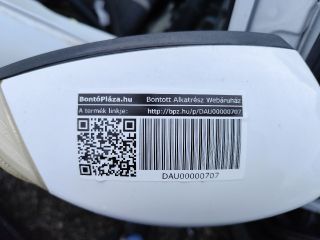 BontóPláza.hu Bontott Alkatrész Webáruház
A termék linkje: http://bpz.hu/p/DAU00000707
DAU00000707